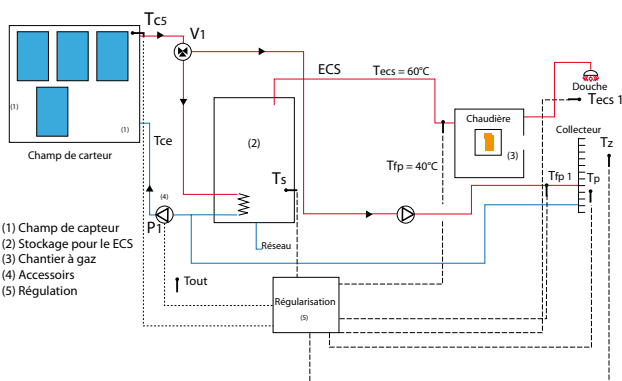 Tc5
V1
(1)
(1)
Champ de carteur
Tce
(4)
P1
ECS
Tecs = 60°C
(2)
Ts
Réseau
Tfp = 40°C
Chaudière
(3)
Douche
Tecs 1
Collecteur
Tz
Tfp 1
Tp
(1) Champ de capteur
(2) Stockage pour le ECS
(3) Chantier à gaz
(4) Accessoirs
(5) Régulation
Tout
Régularisation
(5)